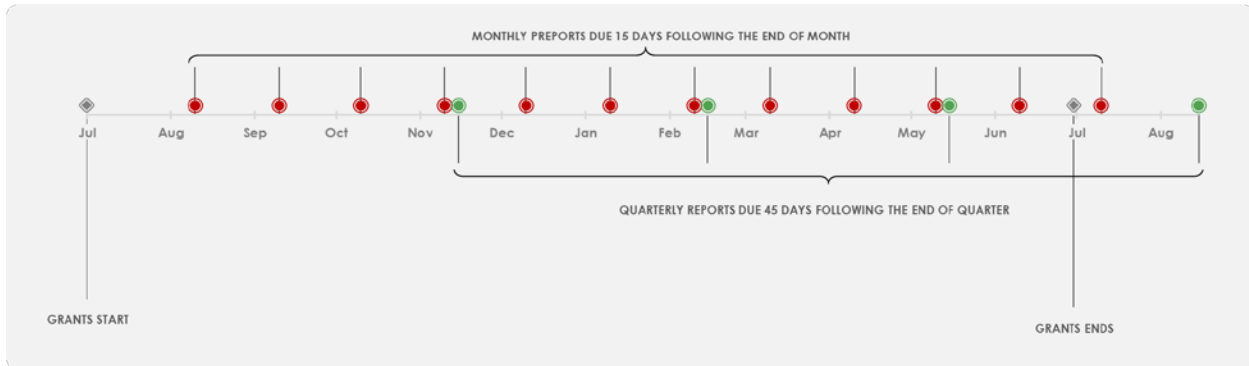 MONTHLY PREPORTS DUE 15 DAYS FOLLOWING THE END OF MONTH
Jul Aug Sep Oct Nov Dec Jan Feb Mar Apr May Jun Jul Aug
QUARTERLY REPORTS DUE 45 DAYS FOLLOWING THE END OF QUARTER
GRANTS START
GRANTS ENDS